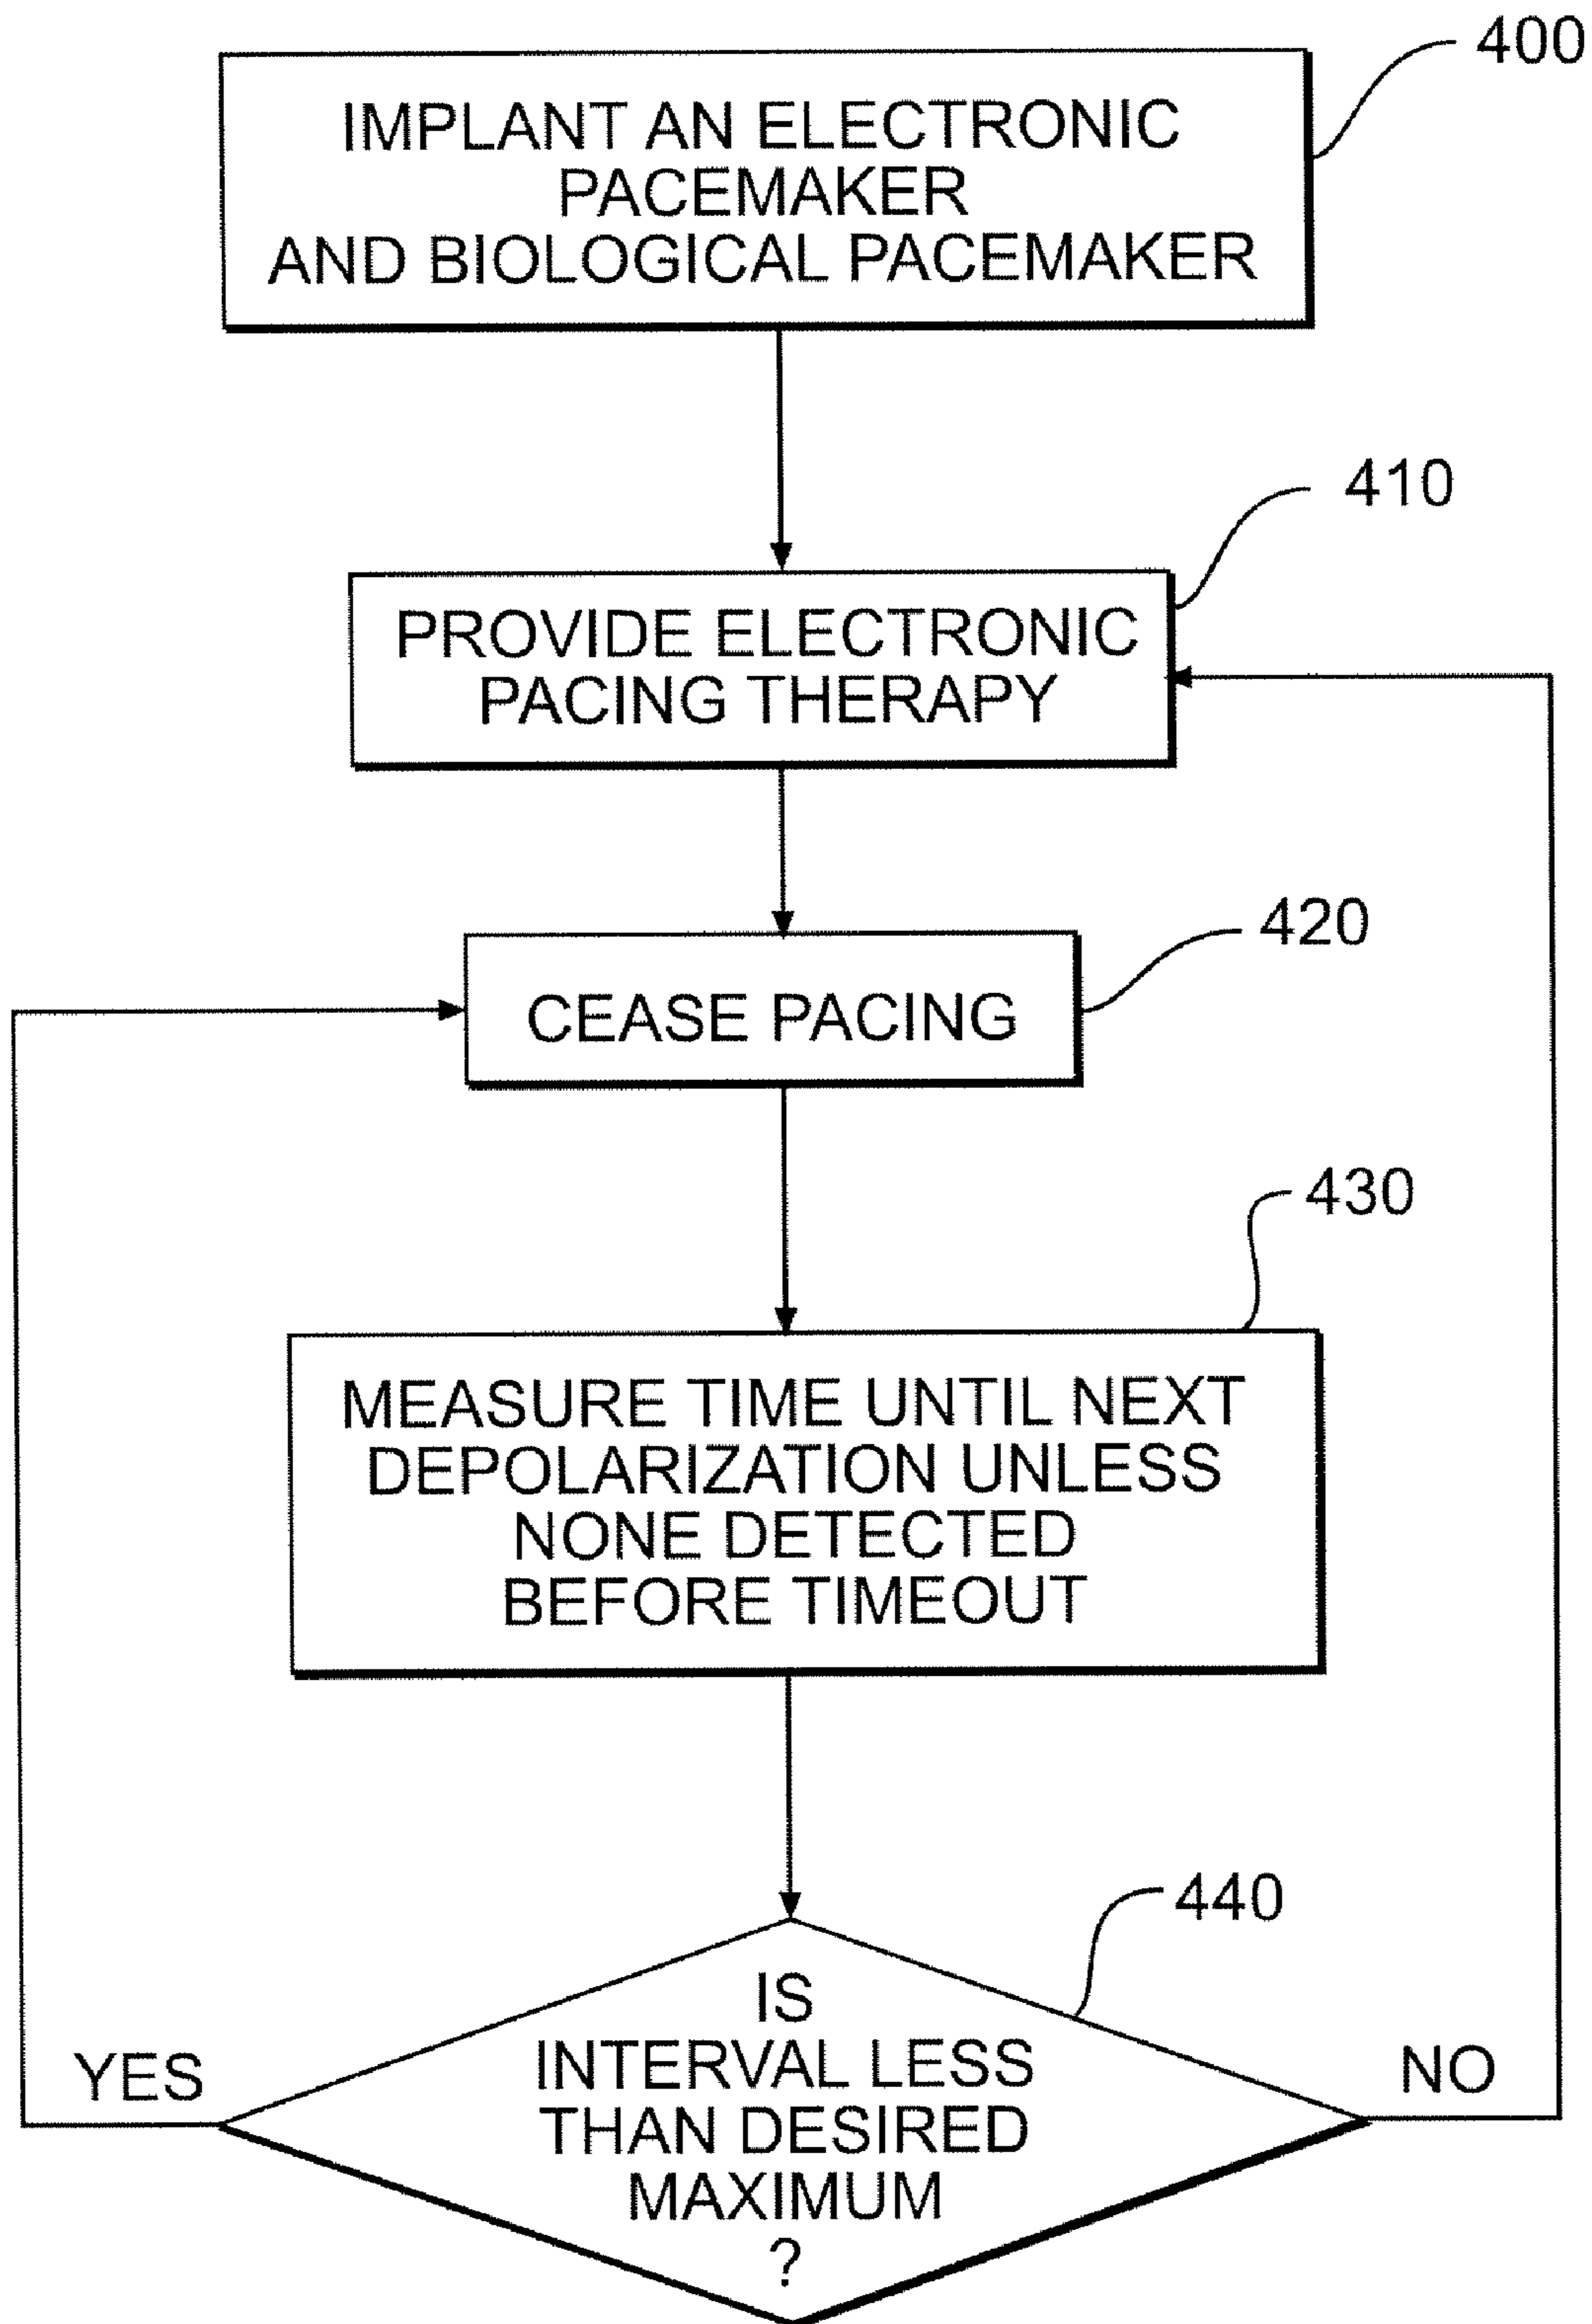 400
IMPLANT AN ELECTRONIC
PACEMAKER
AND BIOLOGICAL PACEMAKER
410
PROVIDE ELECTRONIC
PACING THERAPY
420
CEASE PACING
430
MEASURE TIME UNTIL NEXT
DEPOLARIZATION UNLESS
NONE DETECTED
BEFORE TIMEOUT
440
IS
INTERVAL LESS
THAN DESIRED
MAXIMUM
?
YES
NO